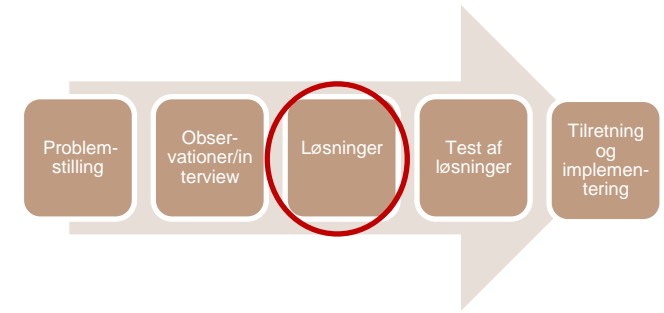 Problem-
stilling
Obser-
vationer/in
terview
Løsninger
Test af
løsninger
Tilretning
og
implemen-
tering